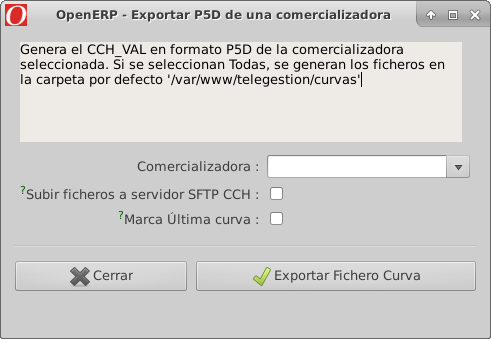 OpenERP - Exportar P5D de una comercializadora
Genera el CCH_VAL en formato P5D de la comercializadora
seleccionada. Si se seleccionan Todas, se generan los ficheros en
la carpeta por defecto '/var/www/telegestion/curvas'
Comercializadora :
?Subir ficheros a servidor SFTP CCH :
?Marca Última curva :
Cerrar
Exportar Fichero Curva